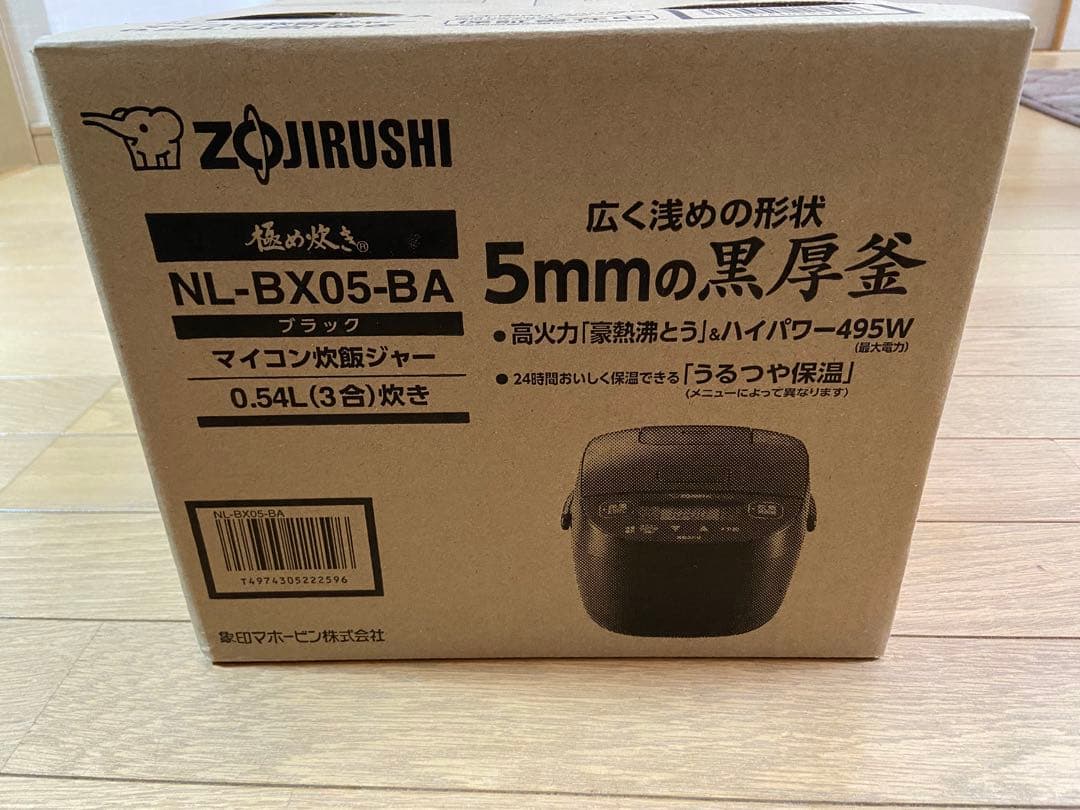 ZOJIRUSHI
極め炊き®
NL-BX05-BA
ブラック
マイコン炊飯ジャー
0.54L(3合)炊き
広く浅めの形状
5mmの黒厚釜
●高火力「豪熱沸とう」&ハイパワー495W
(最大電力)
●24時間おいしく保温できる「うるつや保温」
(メニューによって異なります)
NL-BX05-BA
T4974305222596
象印マホービン株式会社